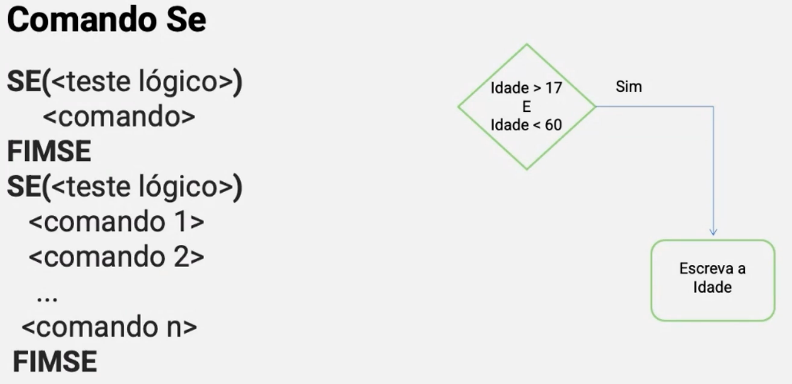 Comando Se
SE(<teste lógico>)
<comando>
FIMSE
SE(<teste lógico>)
<comando 1>
<comando 2>
...
<comando n>
FIMSE
Idade > 17
E
Idade < 60
Sim
Escreva a
Idade